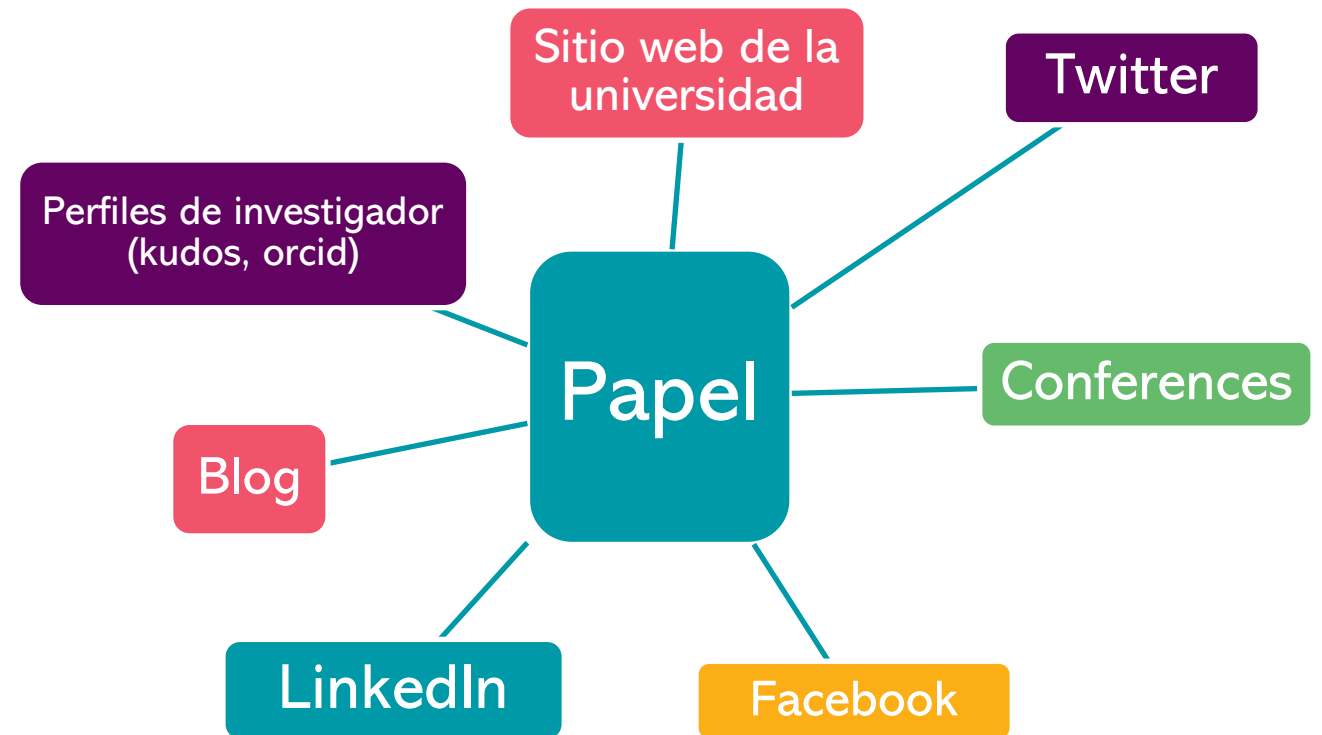 Sitio web de la
universidad
Twitter
Perfiles de investigador
(kudos, orcid)
Papel
Conferences
Blog
LinkedIn
Facebook